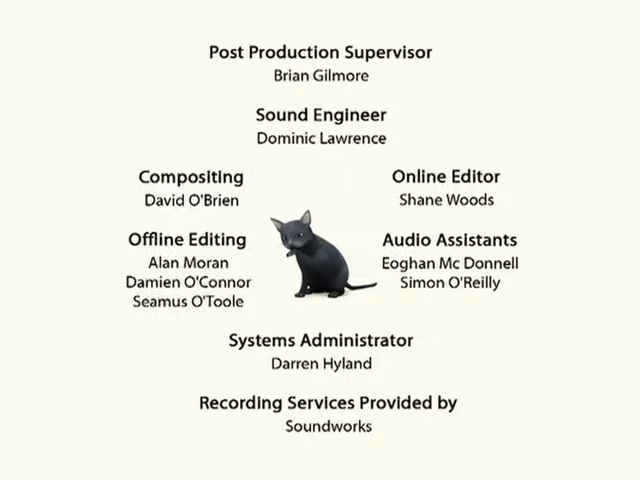 Post Production Supervisor
Brian Gilmore
Sound Engineer
Dominic Lawrence
Compositing
David O'Brien
Online Editor
Shane Woods
Offline Editing
Alan Moran
Damien O'Connor
Seamus O'Toole
Audio Assistants
Eoghan Mc Donnell
Simon O'Reilly
Systems Administrator
Darren Hyland
Recording Services Provided by
Soundworks